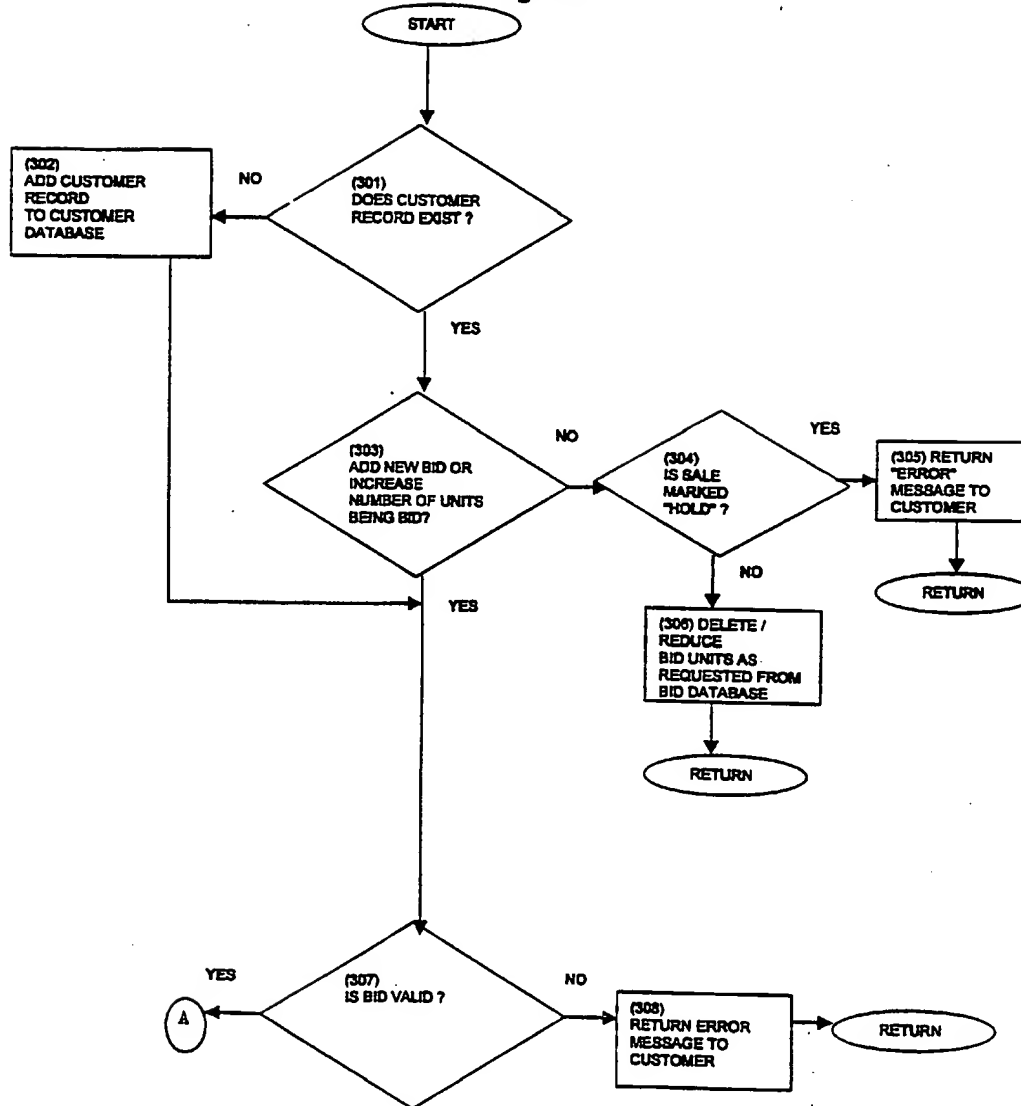 START
(301)
DOES CUSTOMER
RECORD EXIST ?
NO
(302)
ADD CUSTOMER
RECORD
TO CUSTOMER
DATABASE
YES
(303)
ADD NEW BID OR
INCREASE
NUMBER OF UNITS
BEING BID?
NO
(304)
IS SALE
MARKED
"HOLD" ?
YES
(305) RETURN
"ERROR"
MESSAGE TO
CUSTOMER
RETURN
NO
(306) DELETE /
REDUCE
BID UNITS AS
REQUESTED FROM
BID DATABASE
RETURN
YES
(307)
IS BID VALID ?
YES
A
NO
(308)
RETURN ERROR
MESSAGE TO
CUSTOMER
RETURN